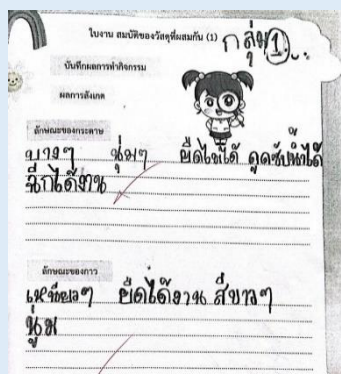 ใบงาน สมบัติของวัสดุที่ผสมกัน (1) กลุ่ม 1
บันทึกผลการทำกิจกรรม
ผลการสังเกต
ลักษณะของกระดาษ
บางๆ นุ่มๆ ยืดไม่ได้ ดูดซับน้ำได้
ฉีกได้งาน
ลักษณะของกาว
เหนียวๆ ยืดได้งาน สีขาวๆ
นุ่ม